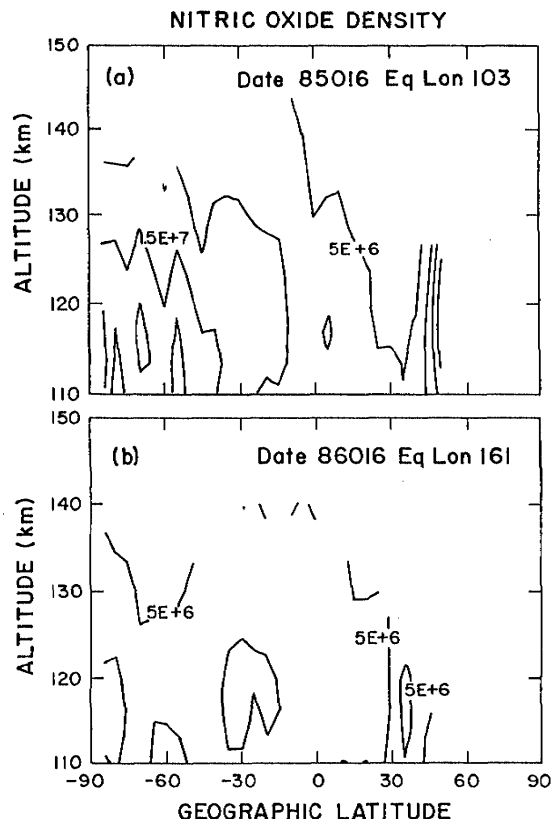 NITRIC OXIDE DENSITY
150
(a) Date 85016 Eq Lon 103
140
ALTITUDE (km)
130
1.5E+7
5E+6
120
110
150
(b) Date 86016 Eq Lon 161
140
ALTITUDE (km)
130
5E+6
5E+6
120
5E+6
110
-90 -60 -30 0 30 60 90
GEOGRAPHIC LATITUDE